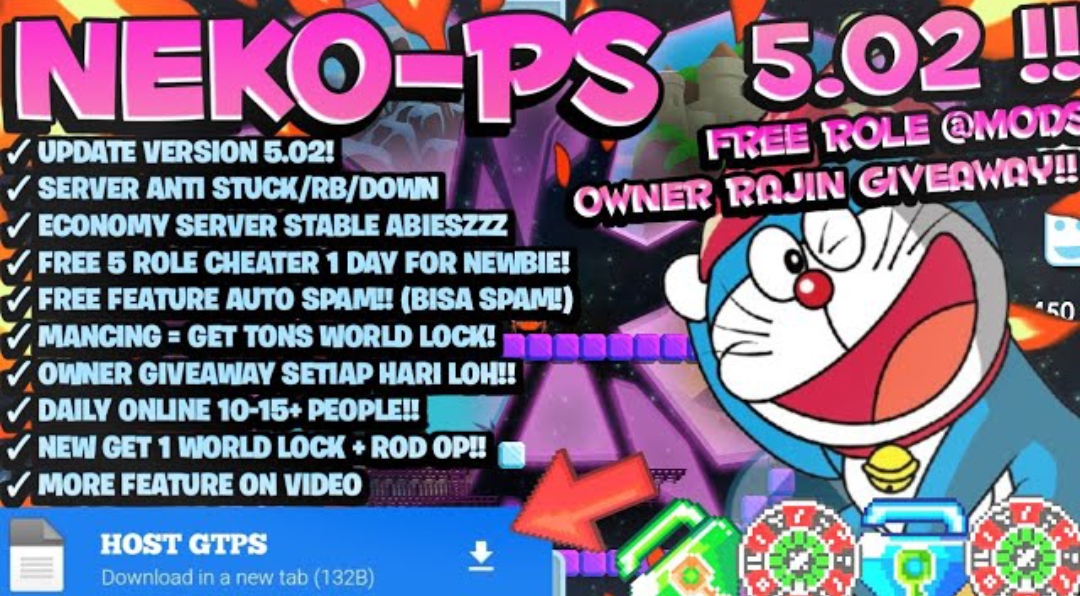 NEKO-PS 5.02 !!
FREE ROLE @MODS
OWNER RAJIN GIVEAWAY!!
✓ UPDATE VERSION 5.02!
✓ SERVER ANTI STUCK/RB/DOWN
✓ ECONOMY SERVER STABLE ABIESZZZ
✓ FREE 5 ROLE CHEATER 1 DAY FOR NEWBIE!
✓ FREE FEATURE AUTO SPAM!! (BISA SPAM!)
✓ MANCING = GET TONS WORLD LOCK!
✓ OWNER GIVEAWAY SETIAP HARI LOH!!
✓ DAILY ONLINE 10-15+ PEOPLE!!
✓ NEW GET 1 WORLD LOCK + ROD OP!!
✓ MORE FEATURE ON VIDEO
HOST GTPS
Download in a new tab (132B)